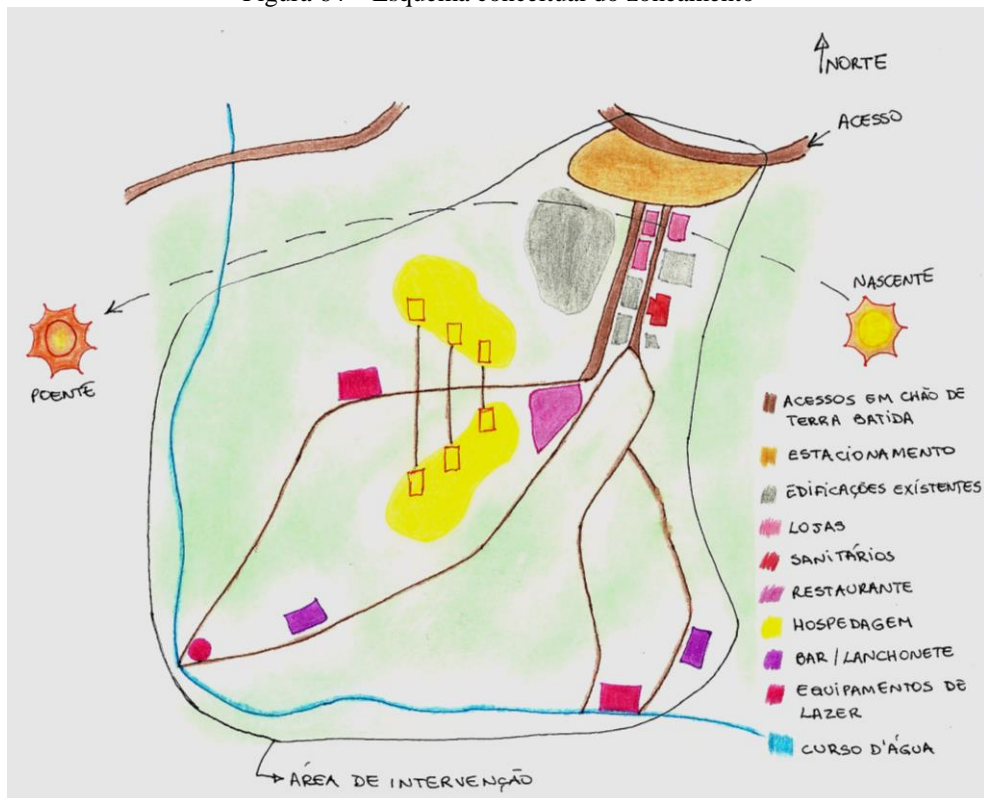 NORTE
ACESSO
NASCENTE
POENTE
ACESSOS EM CHÃO DE
TERRA BATIDA
ESTACIONAMENTO
EDIFICAÇÕES EXISTENTES
LOJAS
SANITÁRIOS
RESTAURANTE
HOSPEDAGEM
BAR/LANCHONETE
EQUIPAMENTOS DE
LAZER
CURSO D'ÁGUA
ÁREA DE INTERVENÇÃO